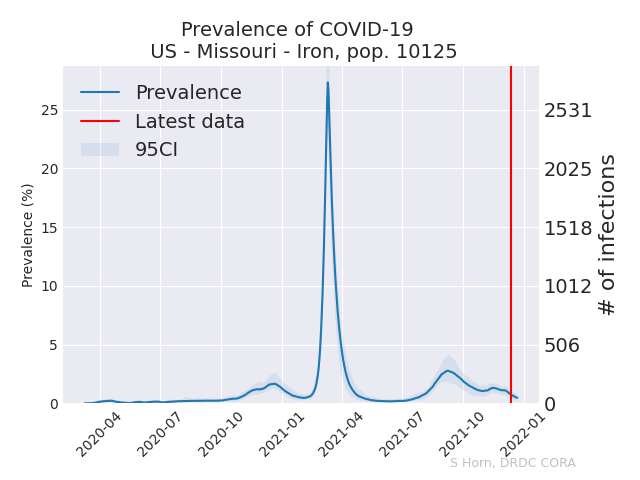 Prevalence of COVID-19
US - Missouri - Iron, pop. 10125
Prevalence
Latest data
95CI
Prevalence (%)
25
20
15
10
5
0
2531
2025
1518
1012
506
0
# of infections
2020-04
2020-07
2020-10
2021-01
2021-04
2021-07
2021-10
2022-01
S Horn, DRDC CORA